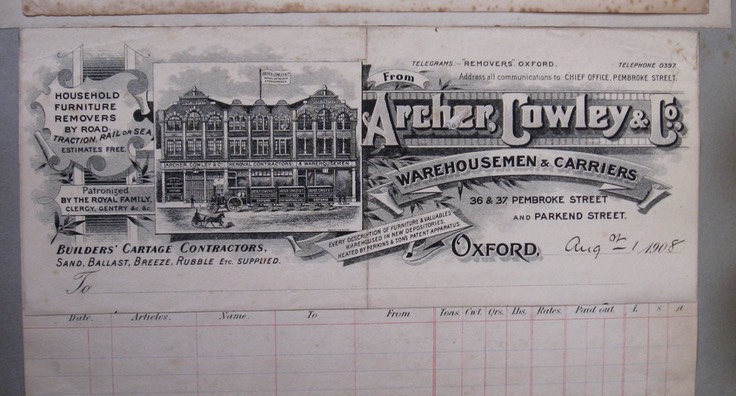 TELEGRAMS:-"REMOVERS" OXFORD. TELEPHONE 0392.
From
Address all communications to CHIEF OFFICE, PEMBROKE STREET.
HOUSEHOLD
FURNITURE
REMOVERS
BY ROAD,
TRACTION, RAIL OR SEA
ESTIMATES FREE.
Patronized
BY THE ROYAL FAMILY,
CLERGY, GENTRY &c. &c.
ARCHER, COWLEY & Co. REMOVAL CONTRACTORS & WAREHOUSEMEN
Archer, Cowley & Co.
WAREHOUSEMEN & CARRIERS
36 & 37 PEMBROKE STREET
AND PARKEND STREET,
EVERY DESCRIPTION OF FURNITURE & VALUABLES
WAREHOUSED IN NEW DEPOSITORIES,
HEATED BY PERKINS & SONS PATENT APPARATUS.
BUILDERS' CARTAGE CONTRACTORS,
SAND, BALLAST, BREEZE, RUBBLE ETC. SUPPLIED.
OXFORD, Aug 1 1908
To
Date. Articles. Name. To From Tons. Cwt. Qrs. lbs. Rates. Paid out. £ s. d.